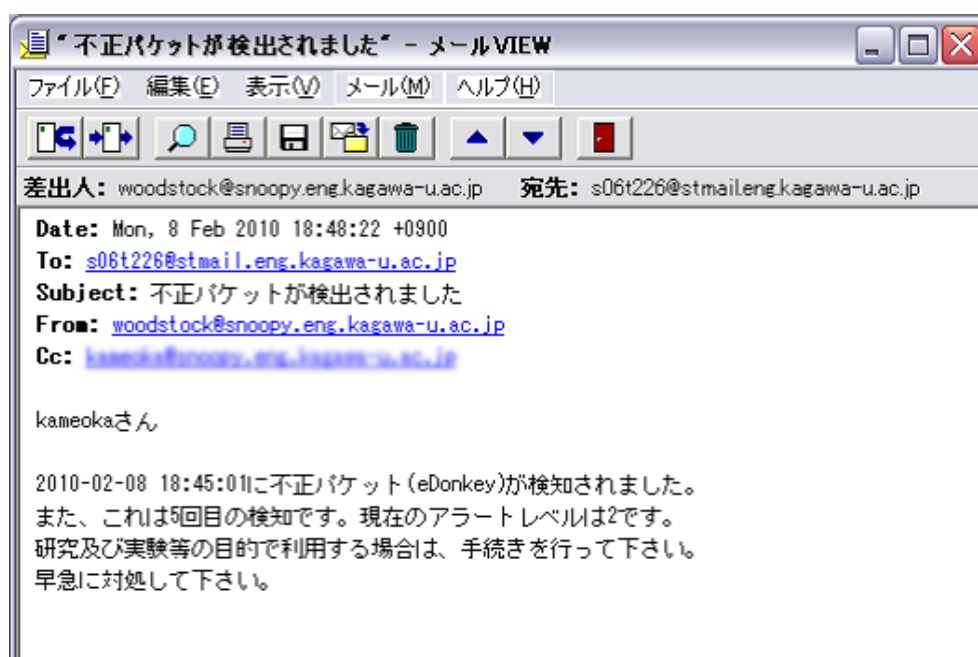 "不正パケットが検出されました" - メールVIEW
ファイル(F) 編集(E) 表示(V) メール(M) ヘルプ(H)
差出人: woodstock@snoopy.eng.kagawa-u.ac.jp 宛先: s06t226@stmail.eng.kagawa-u.ac.jp
Date: Mon, 8 Feb 2010 18:48:22 +0900
To: s06t226@stmail.eng.kagawa-u.ac.jp
Subject: 不正パケットが検出されました
From: woodstock@snoopy.eng.kagawa-u.ac.jp
Cc:
kameokaさん
2010-02-08 18:45:01に不正パケット(eDonkey)が検知されました。
また、これは5回目の検知です。現在のアラートレベルは2です。
研究及び実験等の目的で利用する場合は、手続きを行って下さい。
早急に対処して下さい。